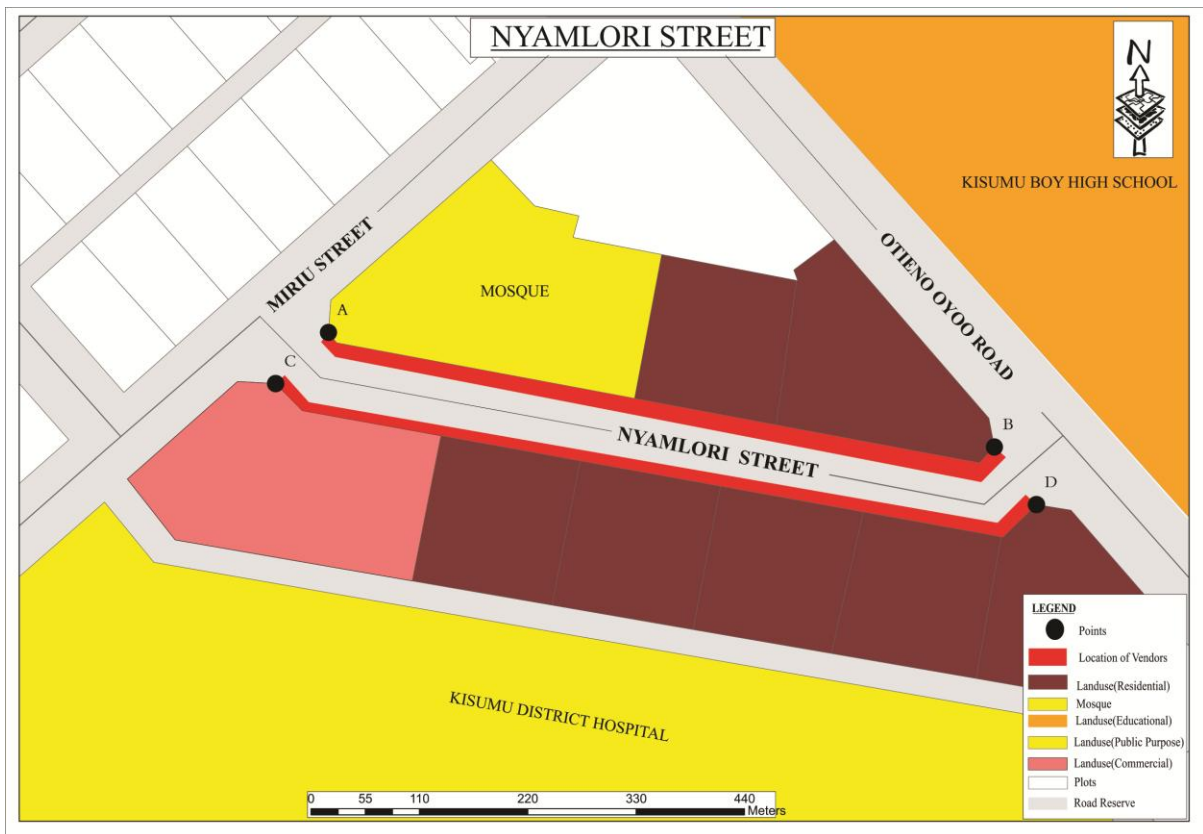 NYAMLORI STREET
N
KISUMU BOY HIGH SCHOOL
MIRIU STREET
OTIENO OYOO ROAD
MOSQUE
A
C
B
NYAMLORI STREET
D
KISUMU DISTRICT HOSPITAL
LEGEND
Points
Location of Vendors
Landuse(Residential)
Mosque
Landuse(Educational)
Landuse(Public Purpose)
Landuse(Commercial)
Plots
Road Reserve
0 55 110 220 330 440
Meters